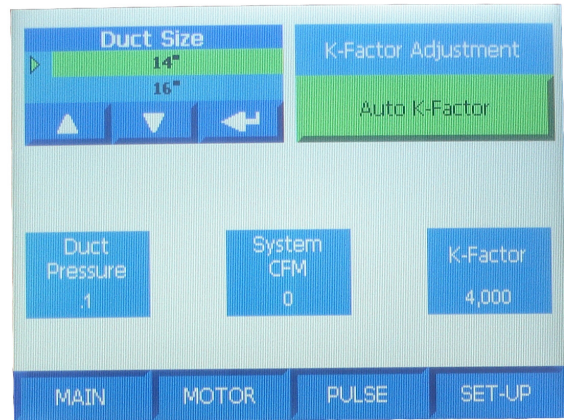 Duct Size
14"
16"
K-Factor Adjustment
Auto K-Factor
Duct
Pressure
.1
System
CFM
0
K-Factor
4,000
MAIN
MOTOR
PULSE
SET-UP